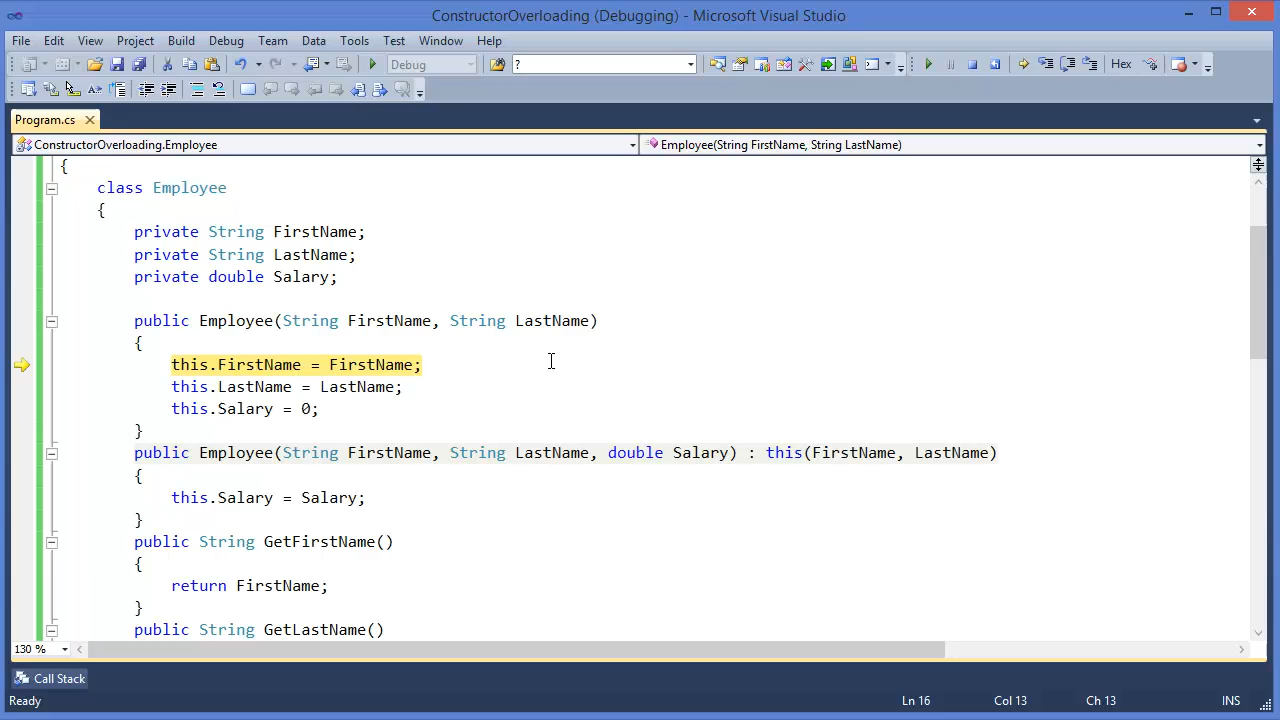 ConstructorOverloading (Debugging) - Microsoft Visual Studio
File Edit View Project Build Debug Team Data Tools Test Window Help
Debug ? Hex
Program.cs
ConstructorOverloading.Employee Employee(String FirstName, String LastName)
{
class Employee
{
private String FirstName;
private String LastName;
private double Salary;
public Employee(String FirstName, String LastName)
{
this.FirstName = FirstName;
this.LastName = LastName;
this.Salary = 0;
}
public Employee(String FirstName, String LastName, double Salary) : this(FirstName, LastName)
{
this.Salary = Salary;
}
public String GetFirstName()
{
return FirstName;
}
public String GetLastName()
130 %
Call Stack
Ready Ln 16 Col 13 Ch 13 INS